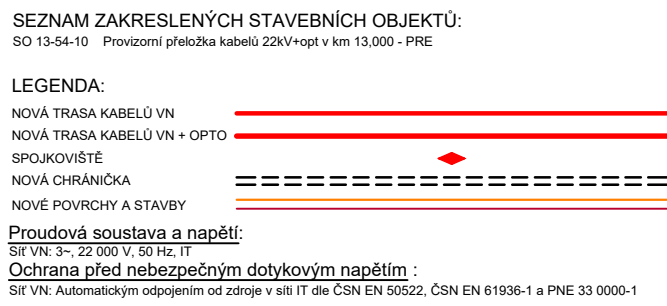 SEZNAM ZAKRESLENÝCH STAVEBNÍCH OBJEKTŮ:
SO 13-54-10 Provizorní přeložka kabelů 22kV+opt v km 13,000 - PRE
LEGENDA:
NOVÁ TRASA KABELŮ VN
NOVÁ TRASA KABELŮ VN + OPTO
SPOJKOVIŠTĚ
NOVÁ CHRÁNIČKA
NOVÉ POVRCHY A STAVBY
Proudová soustava a napětí:
Síť VN: 3~, 22 000 V, 50 Hz, IT
Ochrana před nebezpečným dotykovým napětím :
Síť VN: Automatickým odpojením od zdroje v síti IT dle ČSN EN 50522, ČSN EN 61936-1 a PNE 33 0000-1